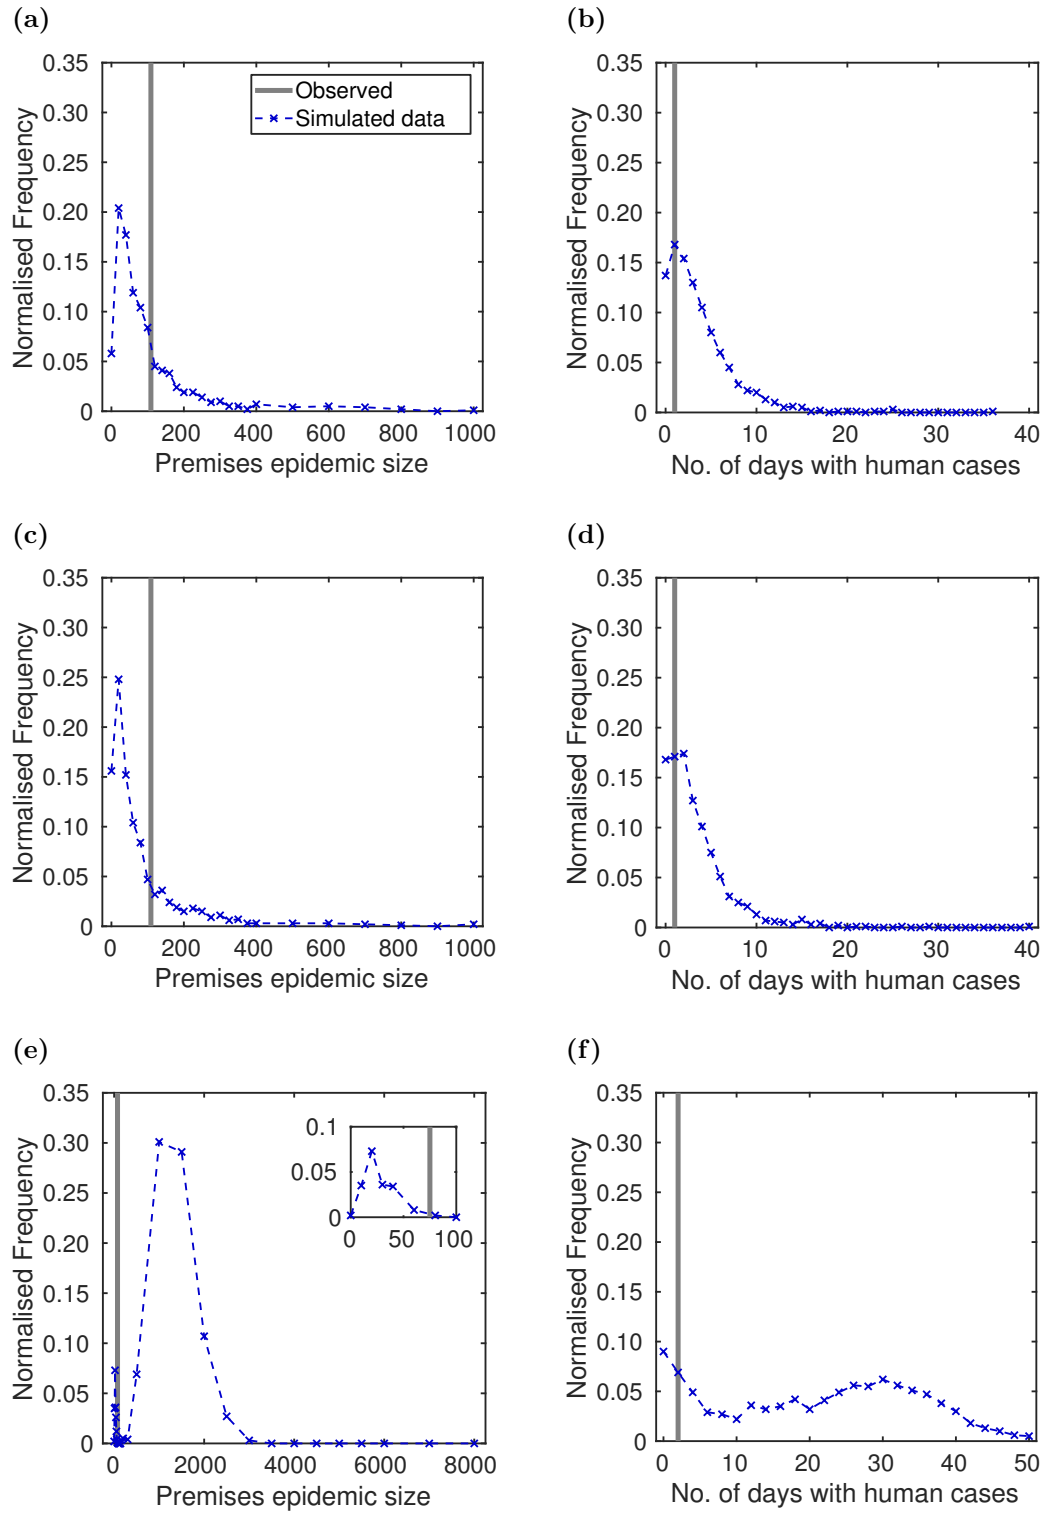 (a)
0.35
0.30
0.25
0.20
0.15
0.10
0.05
0
Normalised Frequency
Observed
Simulated data
0 200 400 600 800 1000
Premises epidemic size
(b)
0.35
0.30
0.25
0.20
0.15
0.10
0.05
0
Normalised Frequency
0 10 20 30 40
No. of days with human cases
(c)
0.35
0.30
0.25
0.20
0.15
0.10
0.05
0
Normalised Frequency
0 200 400 600 800 1000
Premises epidemic size
(d)
0.35
0.30
0.25
0.20
0.15
0.10
0.05
0
Normalised Frequency
0 10 20 30 40
No. of days with human cases
(e)
0.35
0.30
0.25
0.20
0.15
0.10
0.05
0
Normalised Frequency
0.1
0.05
0
0 50 100
0 2000 4000 6000 8000
Premises epidemic size
(f)
0.35
0.30
0.25
0.20
0.15
0.10
0.05
0
Normalised Frequency
0 10 20 30 40 50
No. of days with human cases